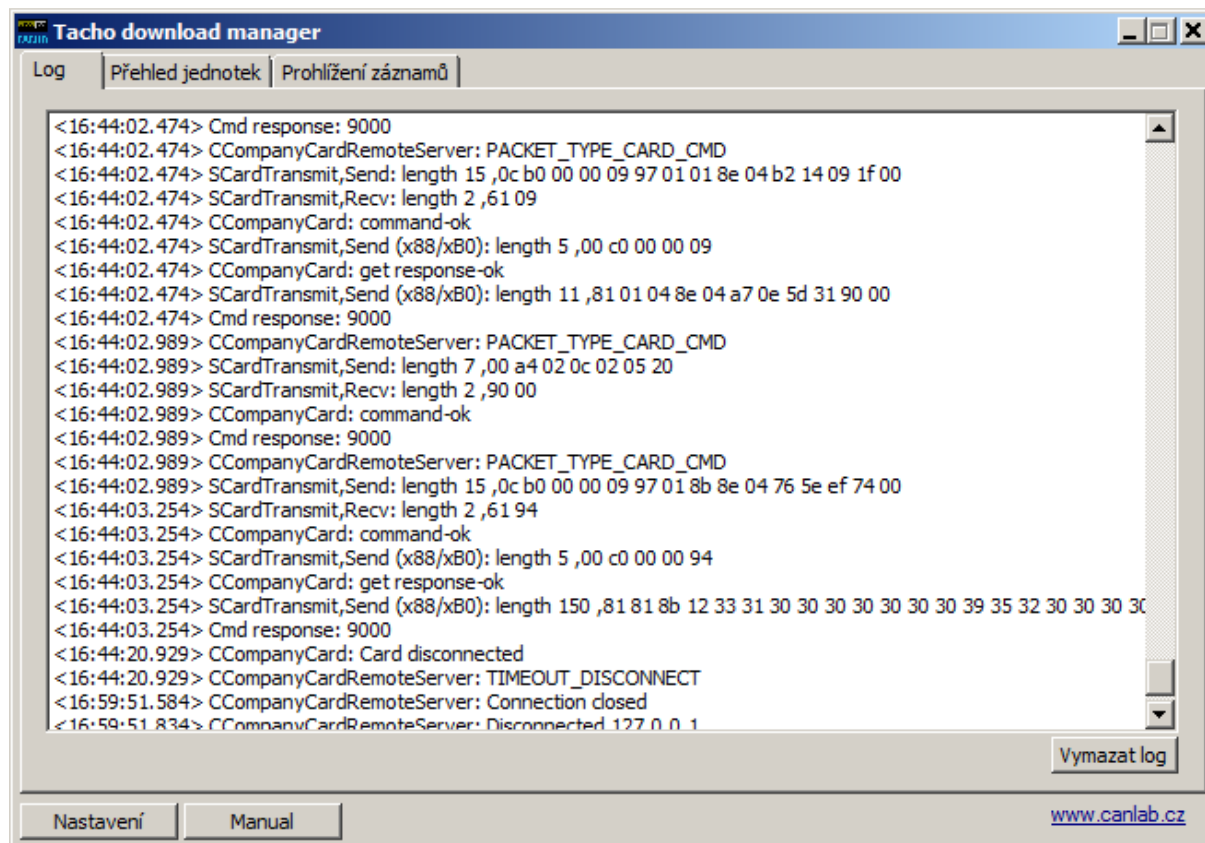 Tacho download manager
Log Přehled jednotek Prohlížení záznamů
<16:44:02.474> Cmd response: 9000
<16:44:02.474> CCompanyCardRemoteServer: PACKET_TYPE_CARD_CMD
<16:44:02.474> SCardTransmit,Send: length 15 ,0c b0 00 00 09 97 01 01 8e 04 b2 14 09 1f 00
<16:44:02.474> SCardTransmit,Recv: length 2 ,61 09
<16:44:02.474> CCompanyCard: command-ok
<16:44:02.474> SCardTransmit,Send (x88/xB0): length 5 ,00 c0 00 00 09
<16:44:02.474> CCompanyCard: get response-ok
<16:44:02.474> SCardTransmit,Send (x88/xB0): length 11 ,81 01 04 8e 04 a7 0e 5d 31 90 00
<16:44:02.474> Cmd response: 9000
<16:44:02.989> CCompanyCardRemoteServer: PACKET_TYPE_CARD_CMD
<16:44:02.989> SCardTransmit,Send: length 7 ,00 a4 02 0c 02 05 20
<16:44:02.989> SCardTransmit,Recv: length 2 ,90 00
<16:44:02.989> CCompanyCard: command-ok
<16:44:02.989> Cmd response: 9000
<16:44:02.989> CCompanyCardRemoteServer: PACKET_TYPE_CARD_CMD
<16:44:02.989> SCardTransmit,Send: length 15 ,0c b0 00 00 09 97 01 8b 8e 04 76 5e ef 74 00
<16:44:03.254> SCardTransmit,Recv: length 2 ,61 94
<16:44:03.254> CCompanyCard: command-ok
<16:44:03.254> SCardTransmit,Send (x88/xB0): length 5 ,00 c0 00 00 94
<16:44:03.254> CCompanyCard: get response-ok
<16:44:03.254> SCardTransmit,Send (x88/xB0): length 150 ,81 81 8b 12 33 31 30 30 30 30 30 30 30 39 35 32 30 30 30 30
<16:44:03.254> Cmd response: 9000
<16:44:20.929> CCompanyCard: Card disconnected
<16:44:20.929> CCompanyCardRemoteServer: TIMEOUT_DISCONNECT
<16:59:51.584> CCompanyCardRemoteServer: Connection closed
<16:59:51.834> CCompanyCardRemoteServer: Disconnected 127.0.0.1
Vymazat log
Nastavení Manual www.canlab.cz